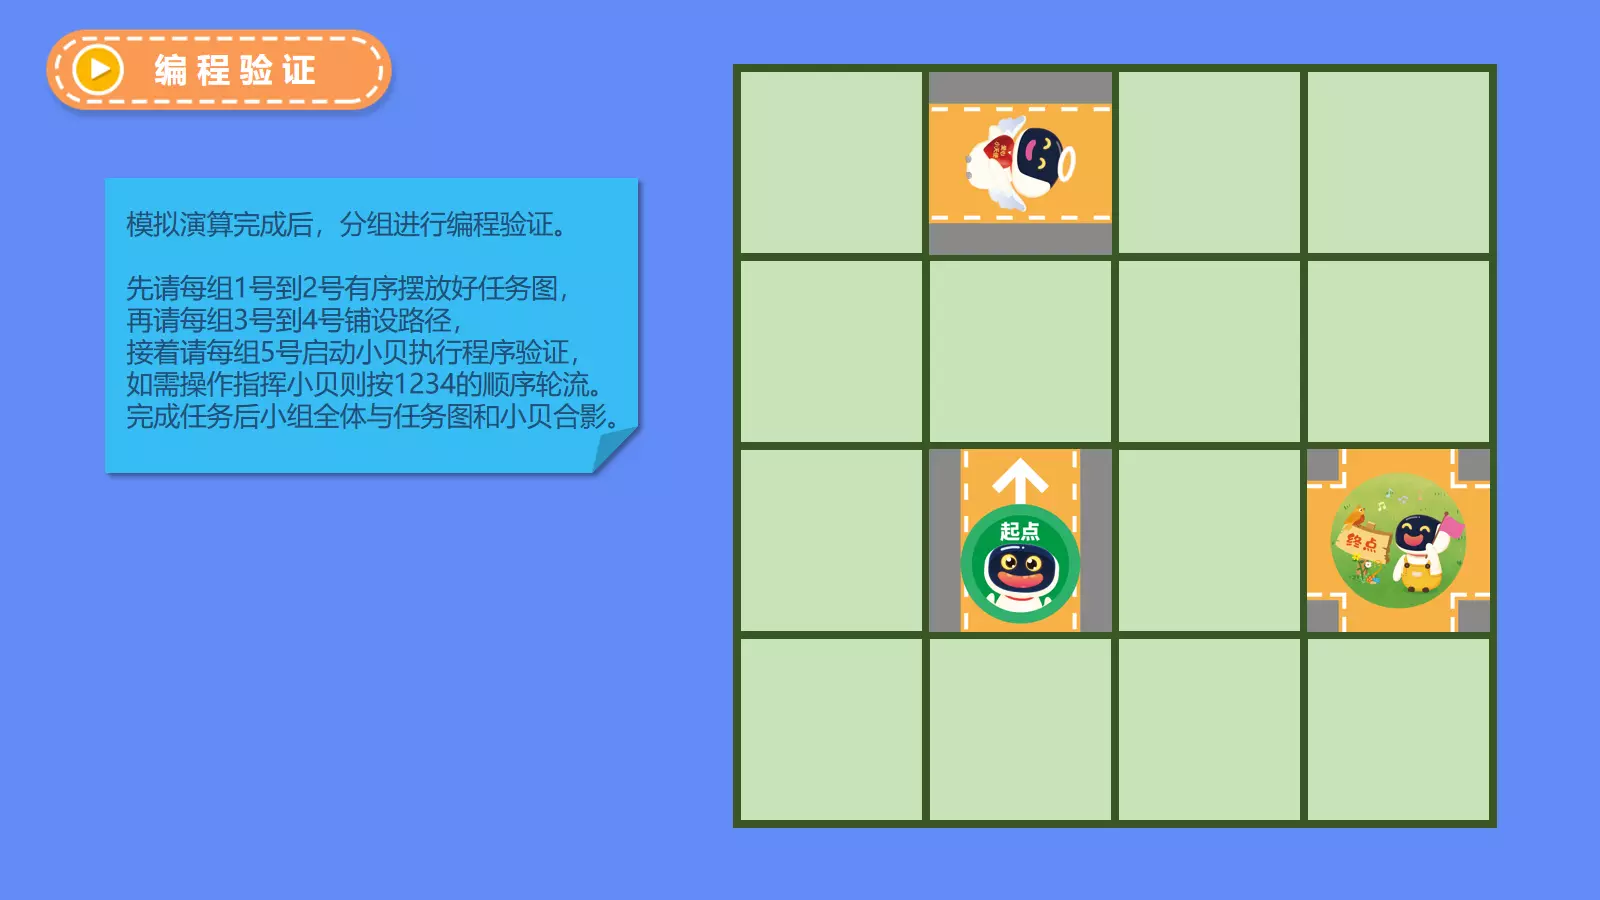 编程验证
模拟演算完成后，分组进行编程验证。
先请每组1号到2号有序摆放好任务图，
再请每组3号到4号铺设路径，
接着请每组5号启动小贝执行程序验证，
如需操作指挥小贝则按1234的顺序轮流。
完成任务后小组全体与任务图和小贝合影。
起点
终点